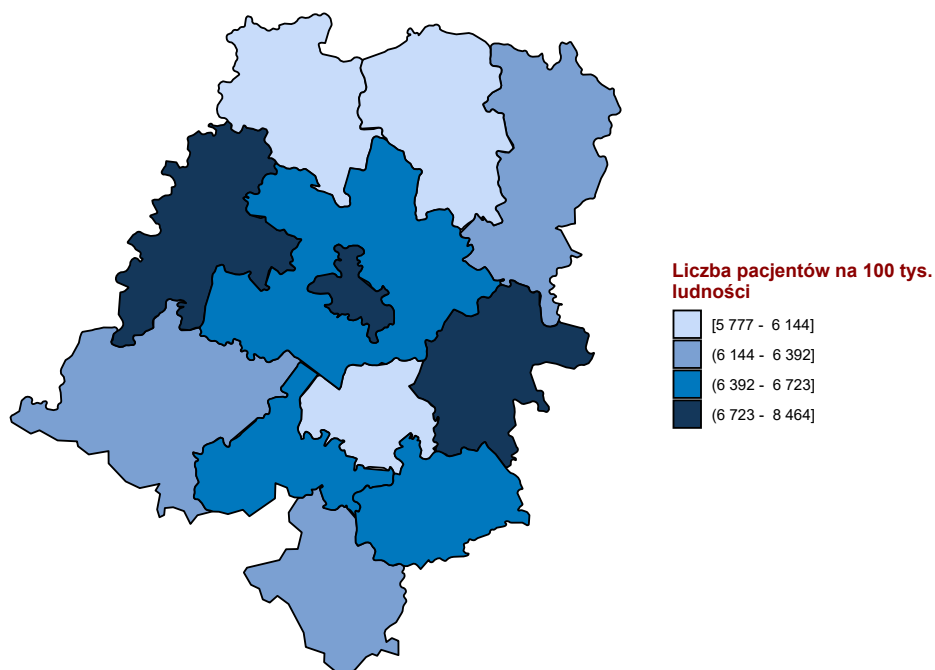 Liczba pacjentów na 100 tys.
ludności
[5 777 - 6 144]
(6 144 - 6 392]
(6 392 - 6 723]
(6 723 - 8 464]